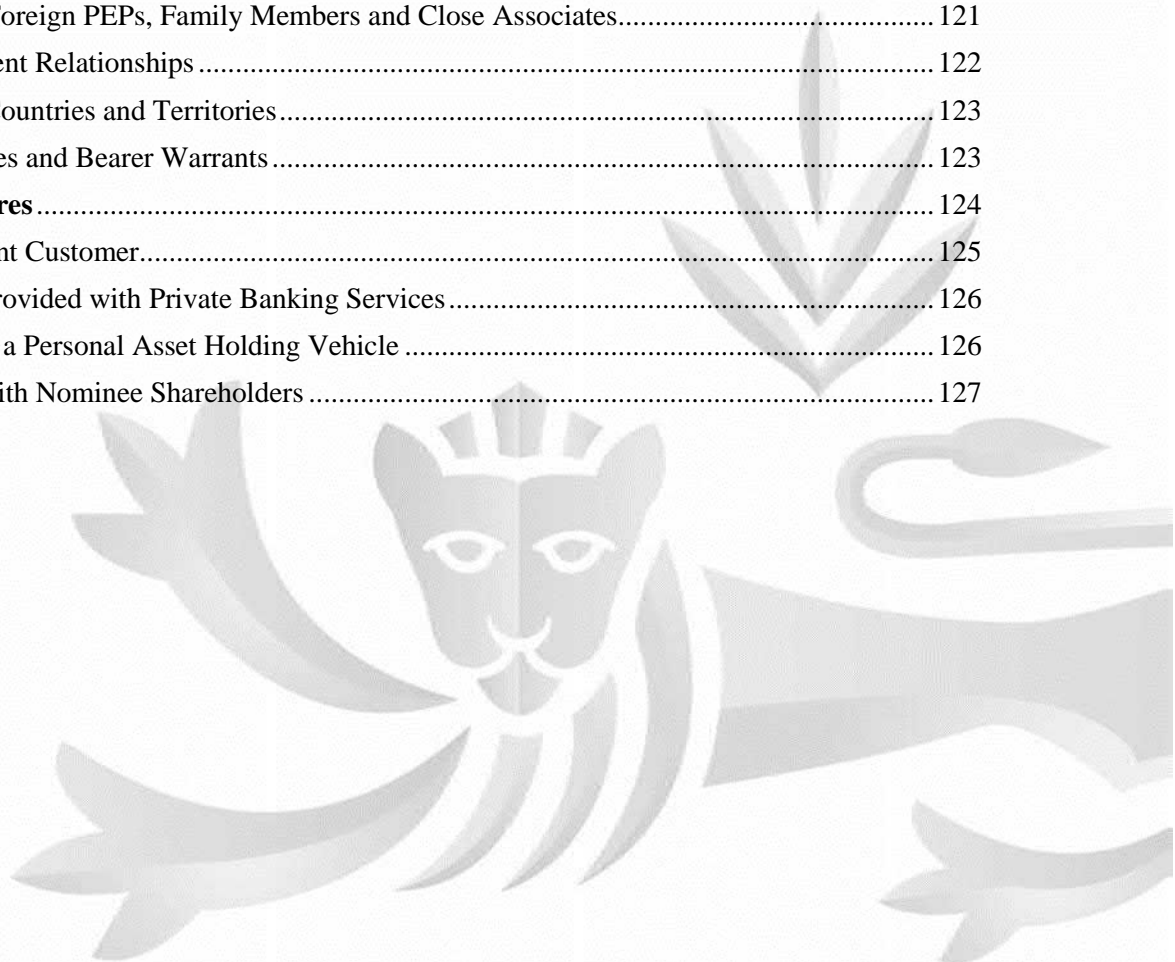 oreign PEPs, Family Members and Close Associates.............................................. 121
ent Relationships.................................................................................................... 122
ountries and Territories......................................................................................... 123
es and Bearer Warrants.......................................................................................... 123
res.......................................................................................................................... 124
nt Customer............................................................................................................ 125
rovided with Private Banking Services................................................................... 126
a Personal Asset Holding Vehicle......................................................................... 126
ith Nominee Shareholders..................................................................................... 127